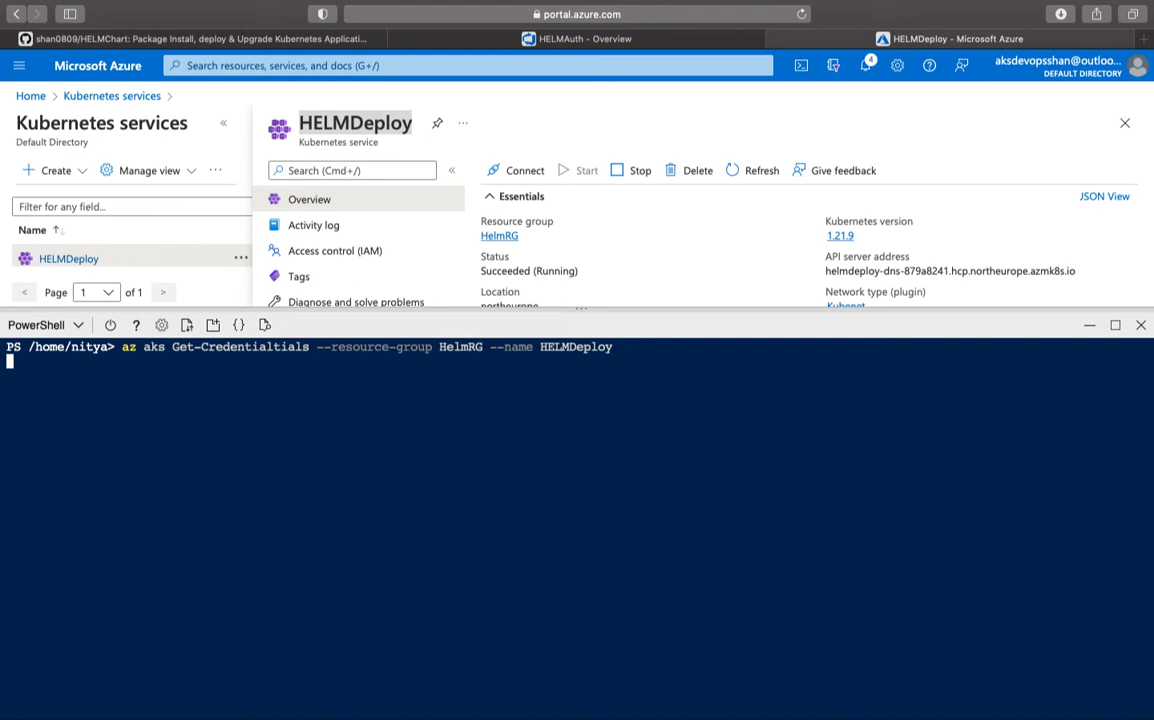 portal.azure.com
shan0809/HELMChart: Package Install, deploy & Upgrade Kubernetes Applicati...
HELMAuth - Overview
HELMDeploy - Microsoft Azure
Microsoft Azure
Search resources, services, and docs (G+/)
4
aksdevopsshan@outloo...
DEFAULT DIRECTORY
Home > Kubernetes services >
Kubernetes services
Default Directory
Create
Manage view
Filter for any field...
Name
HELMDeploy
< Page 1 of 1 >
HELMDeploy
Kubernetes service
Search (Cmd+/)
Overview
Activity log
Access control (IAM)
Tags
Diagnose and solve problems
Connect
Start
Stop
Delete
Refresh
Give feedback
Essentials
JSON View
Resource group
HelmRG
Status
Succeeded (Running)
Location
northeurope
Kubernetes version
1.21.9
API server address
helmdeploy-dns-879a8241.hcp.northeurope.azmk8s.io
Network type (plugin)
Kubenet
PowerShell
PS /home/nitya> az aks Get-Credentialtials --resource-group HelmRG --name HELMDeploy